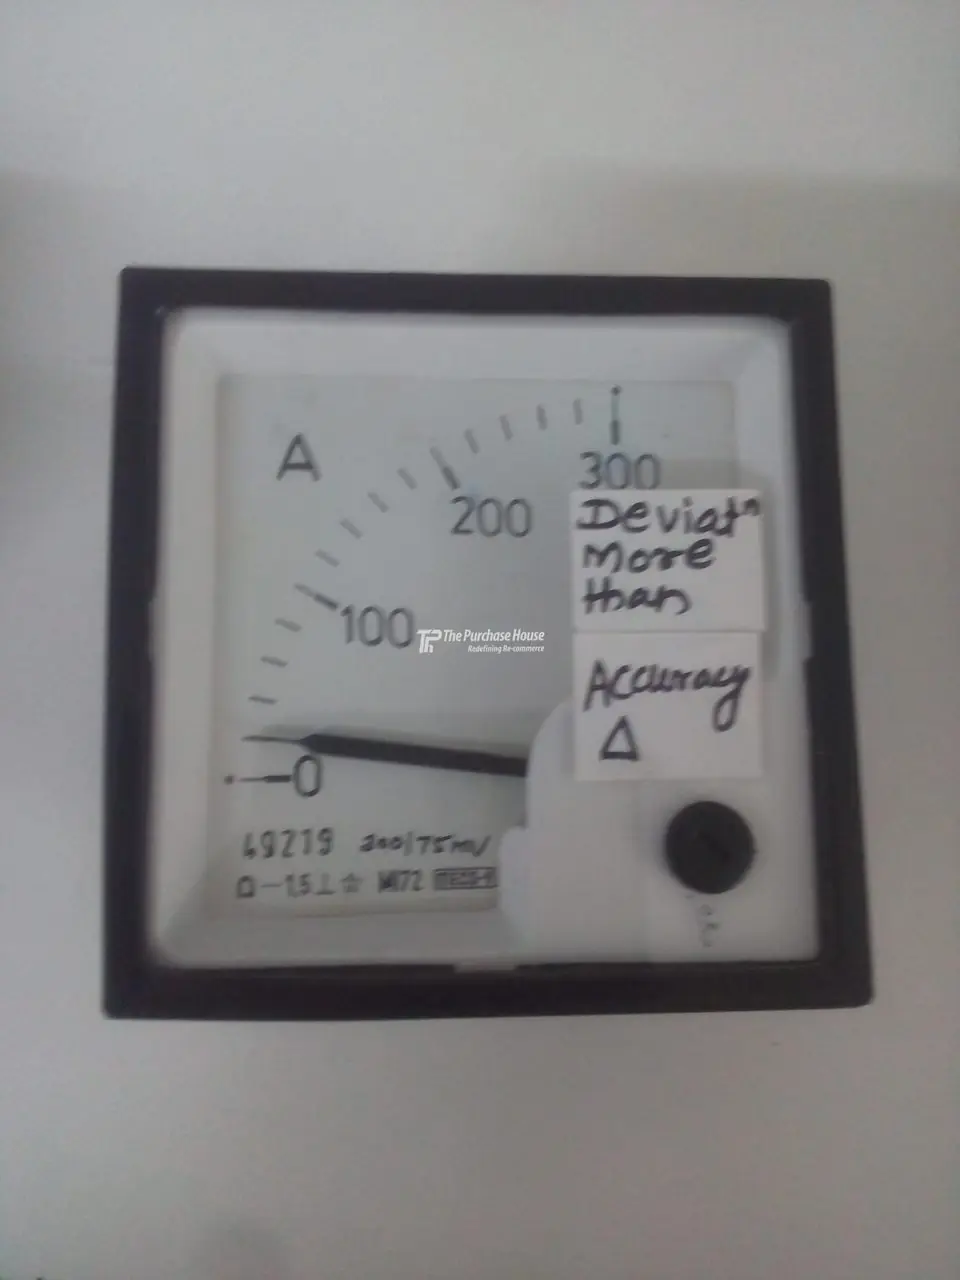 A
300
200
100
0
Deviatn
More
than
Accuracy
Δ
The Purchase House
Redefining Re-commerce
49219 300/75mV
1,5 MI72